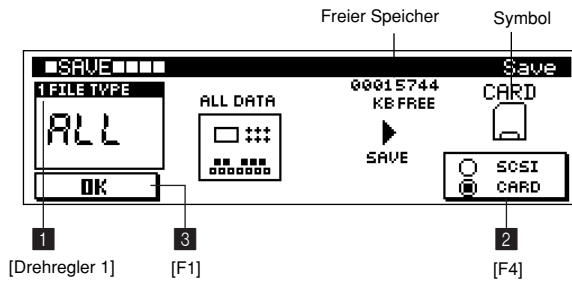 Freier Speicher
Symbol
■SAVE■■■■
Save
1 FILE TYPE
ALL
OK
ALL DATA
00015744
KB FREE
SAVE
CARD
SCSI
CARD
1
3
2
[Drehregler 1]
[F1]
[F4]